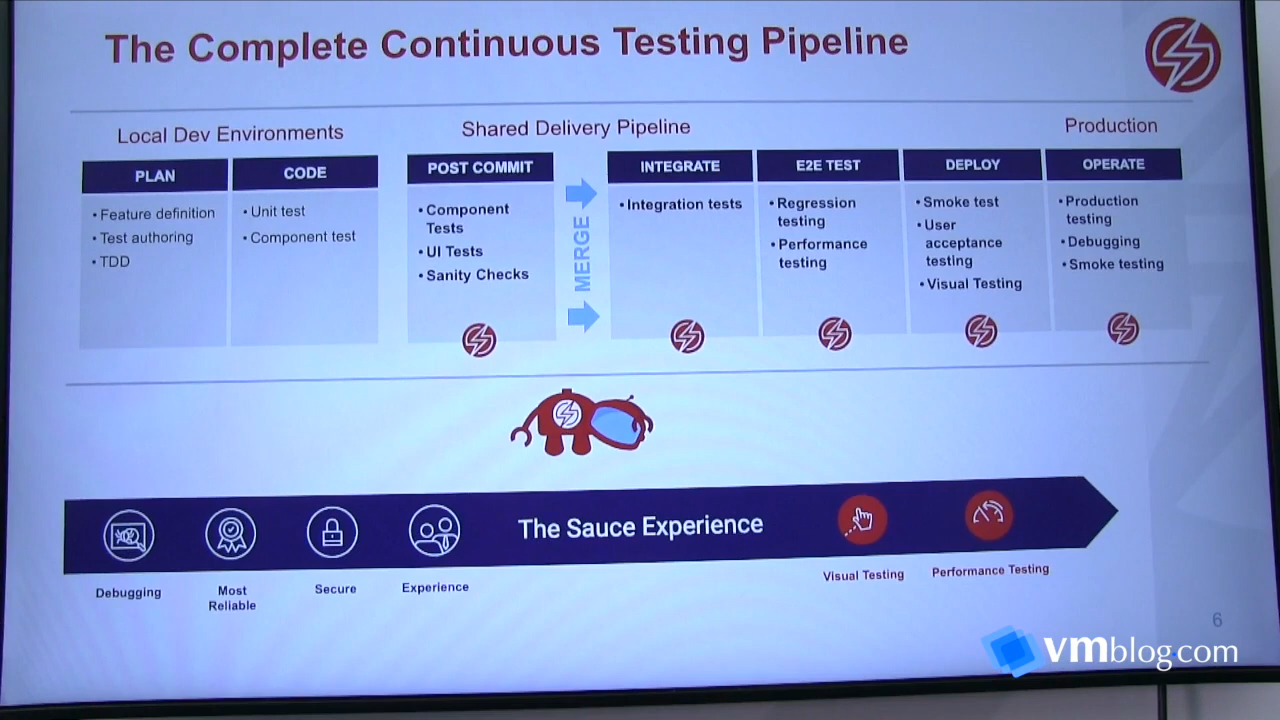 The Complete Continuous Testing Pipeline
Local Dev Environments
Shared Delivery Pipeline
Production
PLAN
• Feature definition
• Test authoring
• TDD
CODE
• Unit test
• Component test
POST COMMIT
• Component
Tests
• UI Tests
• Sanity Checks
MERGE
INTEGRATE
• Integration tests
E2E TEST
• Regression
testing
• Performance
testing
DEPLOY
• Smoke test
• User
acceptance
testing
• Visual Testing
OPERATE
• Production
testing
• Debugging
• Smoke testing
The Sauce Experience
Debugging
Most
Reliable
Secure
Experience
Visual Testing
Performance Testing
6
vmblog.com